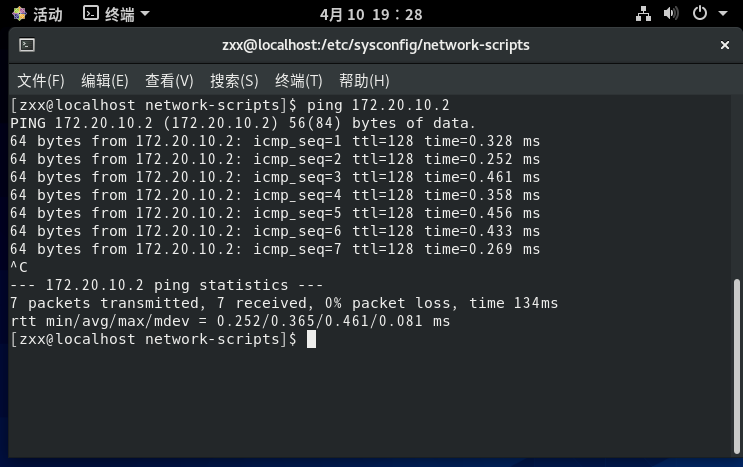 活动 终端 4月 10 19：28
zxx@localhost:/etc/sysconfig/network-scripts ×
文件(F) 编辑(E) 查看(V) 搜索(S) 终端(T) 帮助(H)
[zxx@localhost network-scripts]$ ping 172.20.10.2
PING 172.20.10.2 (172.20.10.2) 56(84) bytes of data.
64 bytes from 172.20.10.2: icmp_seq=1 ttl=128 time=0.328 ms
64 bytes from 172.20.10.2: icmp_seq=2 ttl=128 time=0.252 ms
64 bytes from 172.20.10.2: icmp_seq=3 ttl=128 time=0.461 ms
64 bytes from 172.20.10.2: icmp_seq=4 ttl=128 time=0.358 ms
64 bytes from 172.20.10.2: icmp_seq=5 ttl=128 time=0.456 ms
64 bytes from 172.20.10.2: icmp_seq=6 ttl=128 time=0.433 ms
64 bytes from 172.20.10.2: icmp_seq=7 ttl=128 time=0.269 ms
^C
--- 172.20.10.2 ping statistics ---
7 packets transmitted, 7 received, 0% packet loss, time 134ms
rtt min/avg/max/mdev = 0.252/0.365/0.461/0.081 ms
[zxx@localhost network-scripts]$